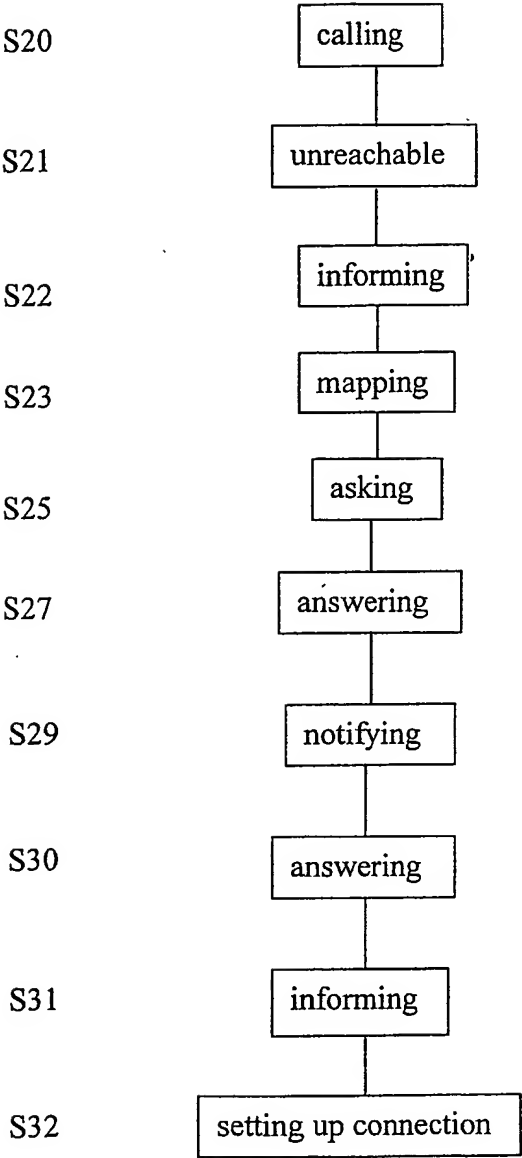 S20 calling
S21 unreachable
S22 informing
S23 mapping
S25 asking
S27 answering
S29 notifying
S30 answering
S31 informing
S32 setting up connection